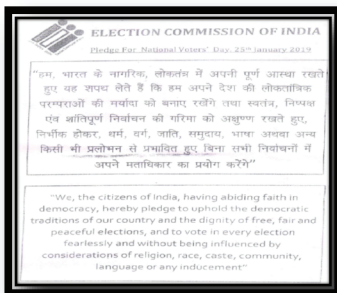 ELECTION COMMISSION OF INDIA
Pledge For National Voters' Day, 25th January 2019
"हम, भारत के नागरिक, लोकतंत्र में अपनी पूर्ण आस्था रखते
हुए यह शपथ लेते हैं कि हम अपने देश की लोकतांत्रिक
परम्पराओं की मर्यादा को बनाए रखेंगे तथा स्वतंत्र, निष्पक्ष
एंव शांतिपूर्ण निर्वाचन की गरिमा को अक्षुण्ण रखते हुए,
निर्भीक होकर, धर्म, वर्ग, जाति, समुदाय, भाषा अथवा अन्य
किसी भी प्रलोभन से प्रभावित हुए बिना सभी निर्वाचनों में
अपने मताधिकार का प्रयोग करेंगे"
"We, the citizens of India, having abiding faith in
democracy, hereby pledge to uphold the democratic
traditions of our country and the dignity of free, fair and
peaceful elections, and to vote in every election
fearlessly and without being influenced by
considerations of religion, race, caste, community,
language or any inducement"